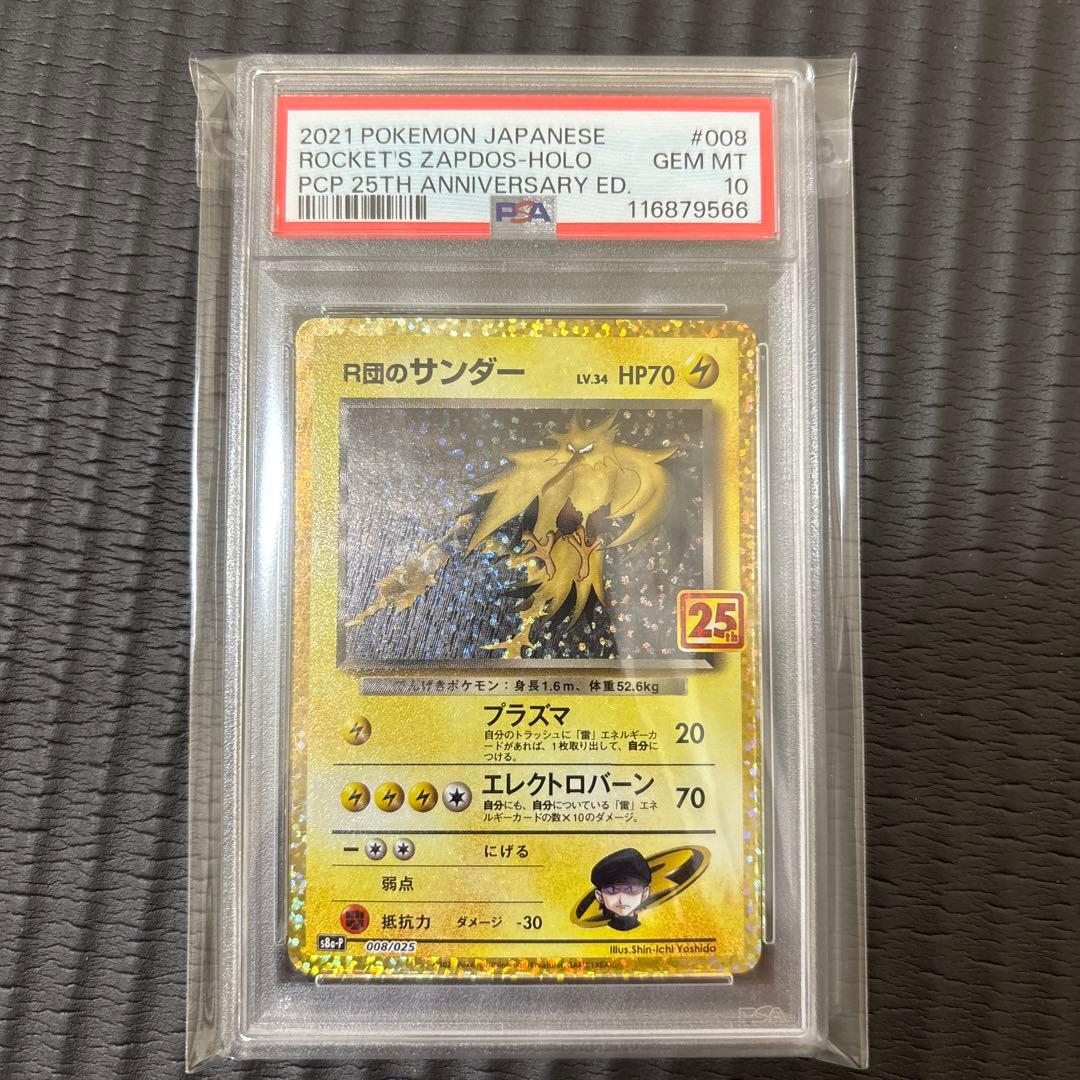 2021 POKEMON JAPANESE #008
ROCKET'S ZAPDOS-HOLO GEM MT
PCP 25TH ANNIVERSARY ED. 10
PSA 116879566
R団のサンダー LV.34 HP70
25th
でんげきポケモン：身長1.6m、体重52.6kg
プラズマ 20
自分のトラッシュに「雷」エネルギーカ
ードがあれば、1枚取り出して、自分に
つける。
エレクトロバーン 70
自分にも、自分についている「雷」エネ
ルギーカードの数×10のダメージ。
にげる
弱点
抵抗力 ダメージ -30
s8a-P 008/025 Illus.Shin-ichi Yoshida
PSA